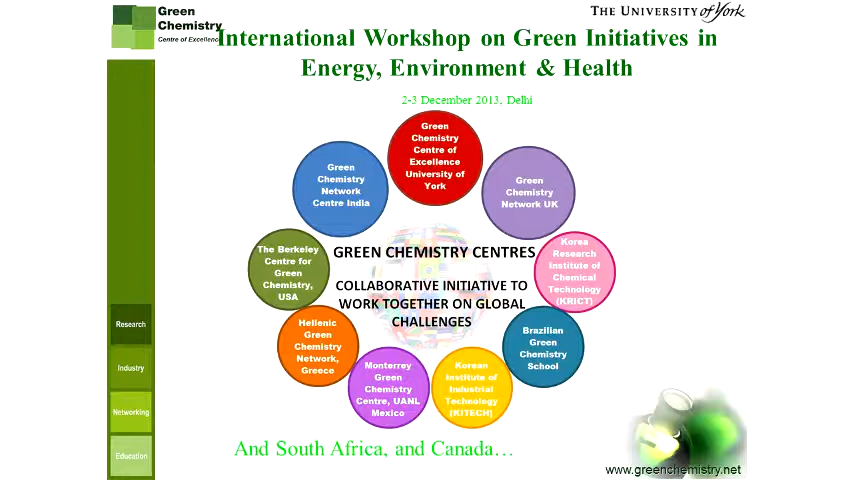 Green
Chemistry
Centre of Excellence
THE UNIVERSITY of York
International Workshop on Green Initiatives in
Energy, Environment & Health
2-3 December 2013, Delhi
Green
Chemistry
Centre of
Excellence
University of
York
Green
Chemistry
Network
Centre India
Green
Chemistry
Network UK
The Berkeley
Centre for
Green
Chemistry,
USA
GREEN CHEMISTRY CENTRES
COLLABORATIVE INITIATIVE TO
WORK TOGETHER ON GLOBAL
CHALLENGES
Korea
Research
Institute of
Chemical
Technology
(KRICT)
Hellenic
Green
Chemistry
Network,
Greece
Brazilian
Green
Chemistry
School
Monterrey
Green
Chemistry
Centre, UANL
Mexico
Korean
Institute of
Industrial
Technology
(KITECH)
Research
Industry
Networking
Education
And South Africa, and Canada…
www.greenchemistry.net